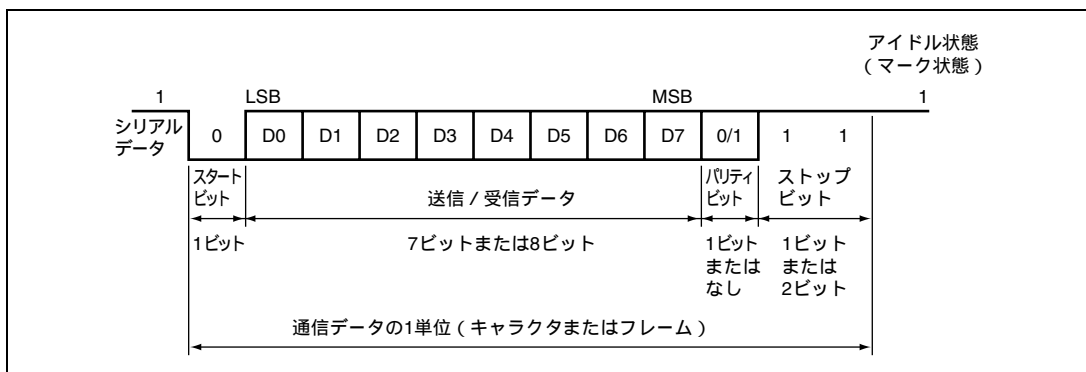 アイドル状態
（マーク状態）
1 LSB MSB 1
シリアル
データ
0 D0 D1 D2 D3 D4 D5 D6 D7 0/1 1 1
スタート
ビット
送信 / 受信データ
パリティ
ビット
ストップ
ビット
1ビット
7ビットまたは8ビット
1ビット
または
なし
1ビット
または
2ビット
通信データの1単位（キャラクタまたはフレーム）